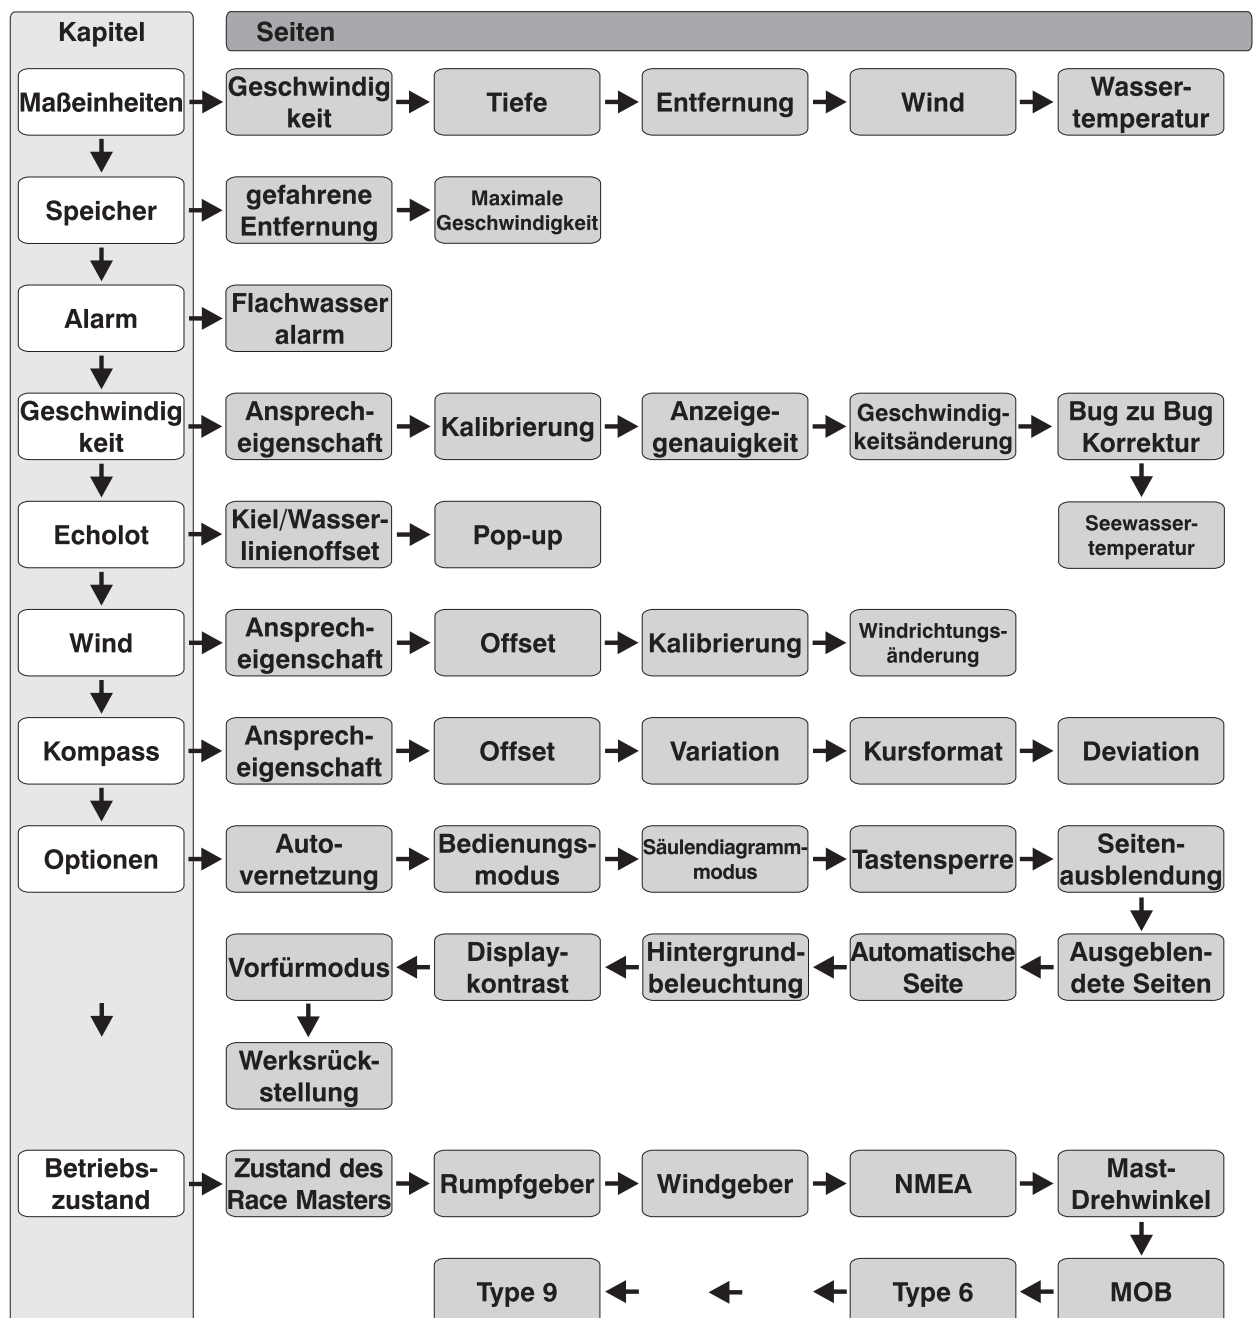 Kapitel
Seiten
Maßeinheiten
Geschwindig
keit
Tiefe
Entfernung
Wind
Wasser-
temperatur
Speicher
gefahrene
Entfernung
Maximale
Geschwindigkeit
Alarm
Flachwasser
alarm
Geschwindig
keit
Ansprech-
eigenschaft
Kalibrierung
Anzeige-
genauigkeit
Geschwindig-
keitsänderung
Bug zu Bug
Korrektur
Echolot
Kiel/Wasser-
linienoffset
Pop-up
Seewasser-
temperatur
Wind
Ansprech-
eigenschaft
Offset
Kalibrierung
Windrichtungs-
änderung
Kompass
Ansprech-
eigenschaft
Offset
Variation
Kursformat
Deviation
Optionen
Auto-
vernetzung
Bedienungs-
modus
Säulendiagramm-
modus
Tastensperre
Seiten-
ausblendung
Vorfürmodus
Display-
kontrast
Hintergrund-
beleuchtung
Automatische
Seite
Ausgeblen-
dete Seiten
Werksrück-
stellung
Betriebs-
zustand
Zustand des
Race Masters
Rumpfgeber
Windgeber
NMEA
Mast-
Drehwinkel
Type 9
Type 6
MOB